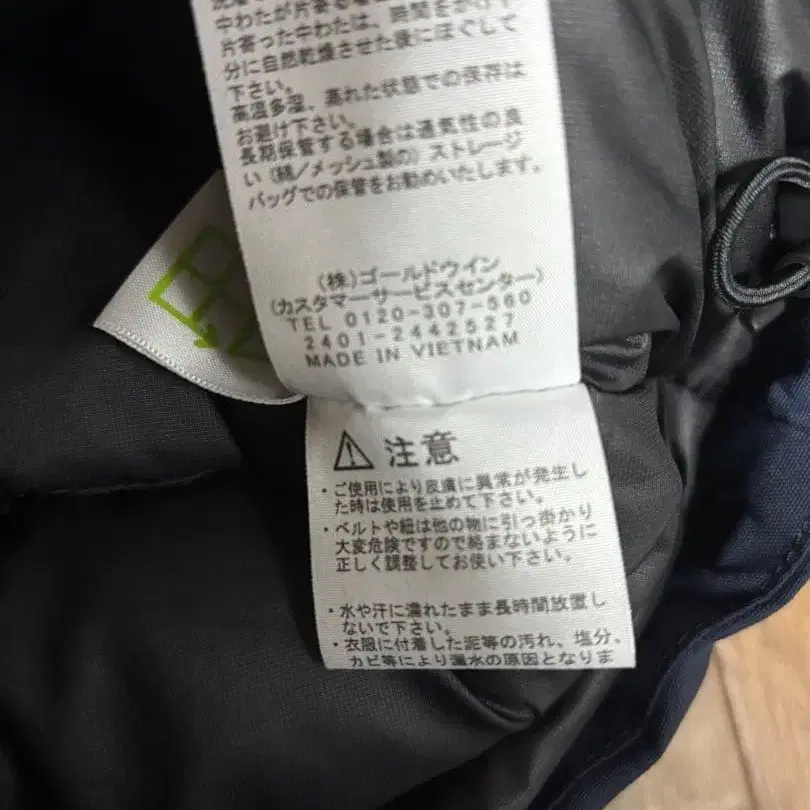 中わたが片寄る場合
片寄った中わたは、時間をかけ
分に自然乾燥させた後にほぐして
下さい。
高温多湿、蒸れた状態での保存は
お避け下さい。
長期保管する場合は通気性の良
い(綿/メッシュ製の)ストレージ
バッグでの保管をお勧めいたします。
(株)ゴールドウイン
(カスタマーサービスセンター)
TEL 0120-307-560
2401-2442527
MADE IN VIETNAM
注意
・ご使用により皮膚に異常が発生し
た時は使用を止めて下さい。
・ベルトや紐は他の物に引っ掛かり
大変危険ですので絡まないように
正しく調整してお使い下さい。
・水や汗に濡れたまま長時間放置し
ないで下さい。
・衣服に付着した泥等の汚れ、塩分、
カビ等により漏水の原因となりま